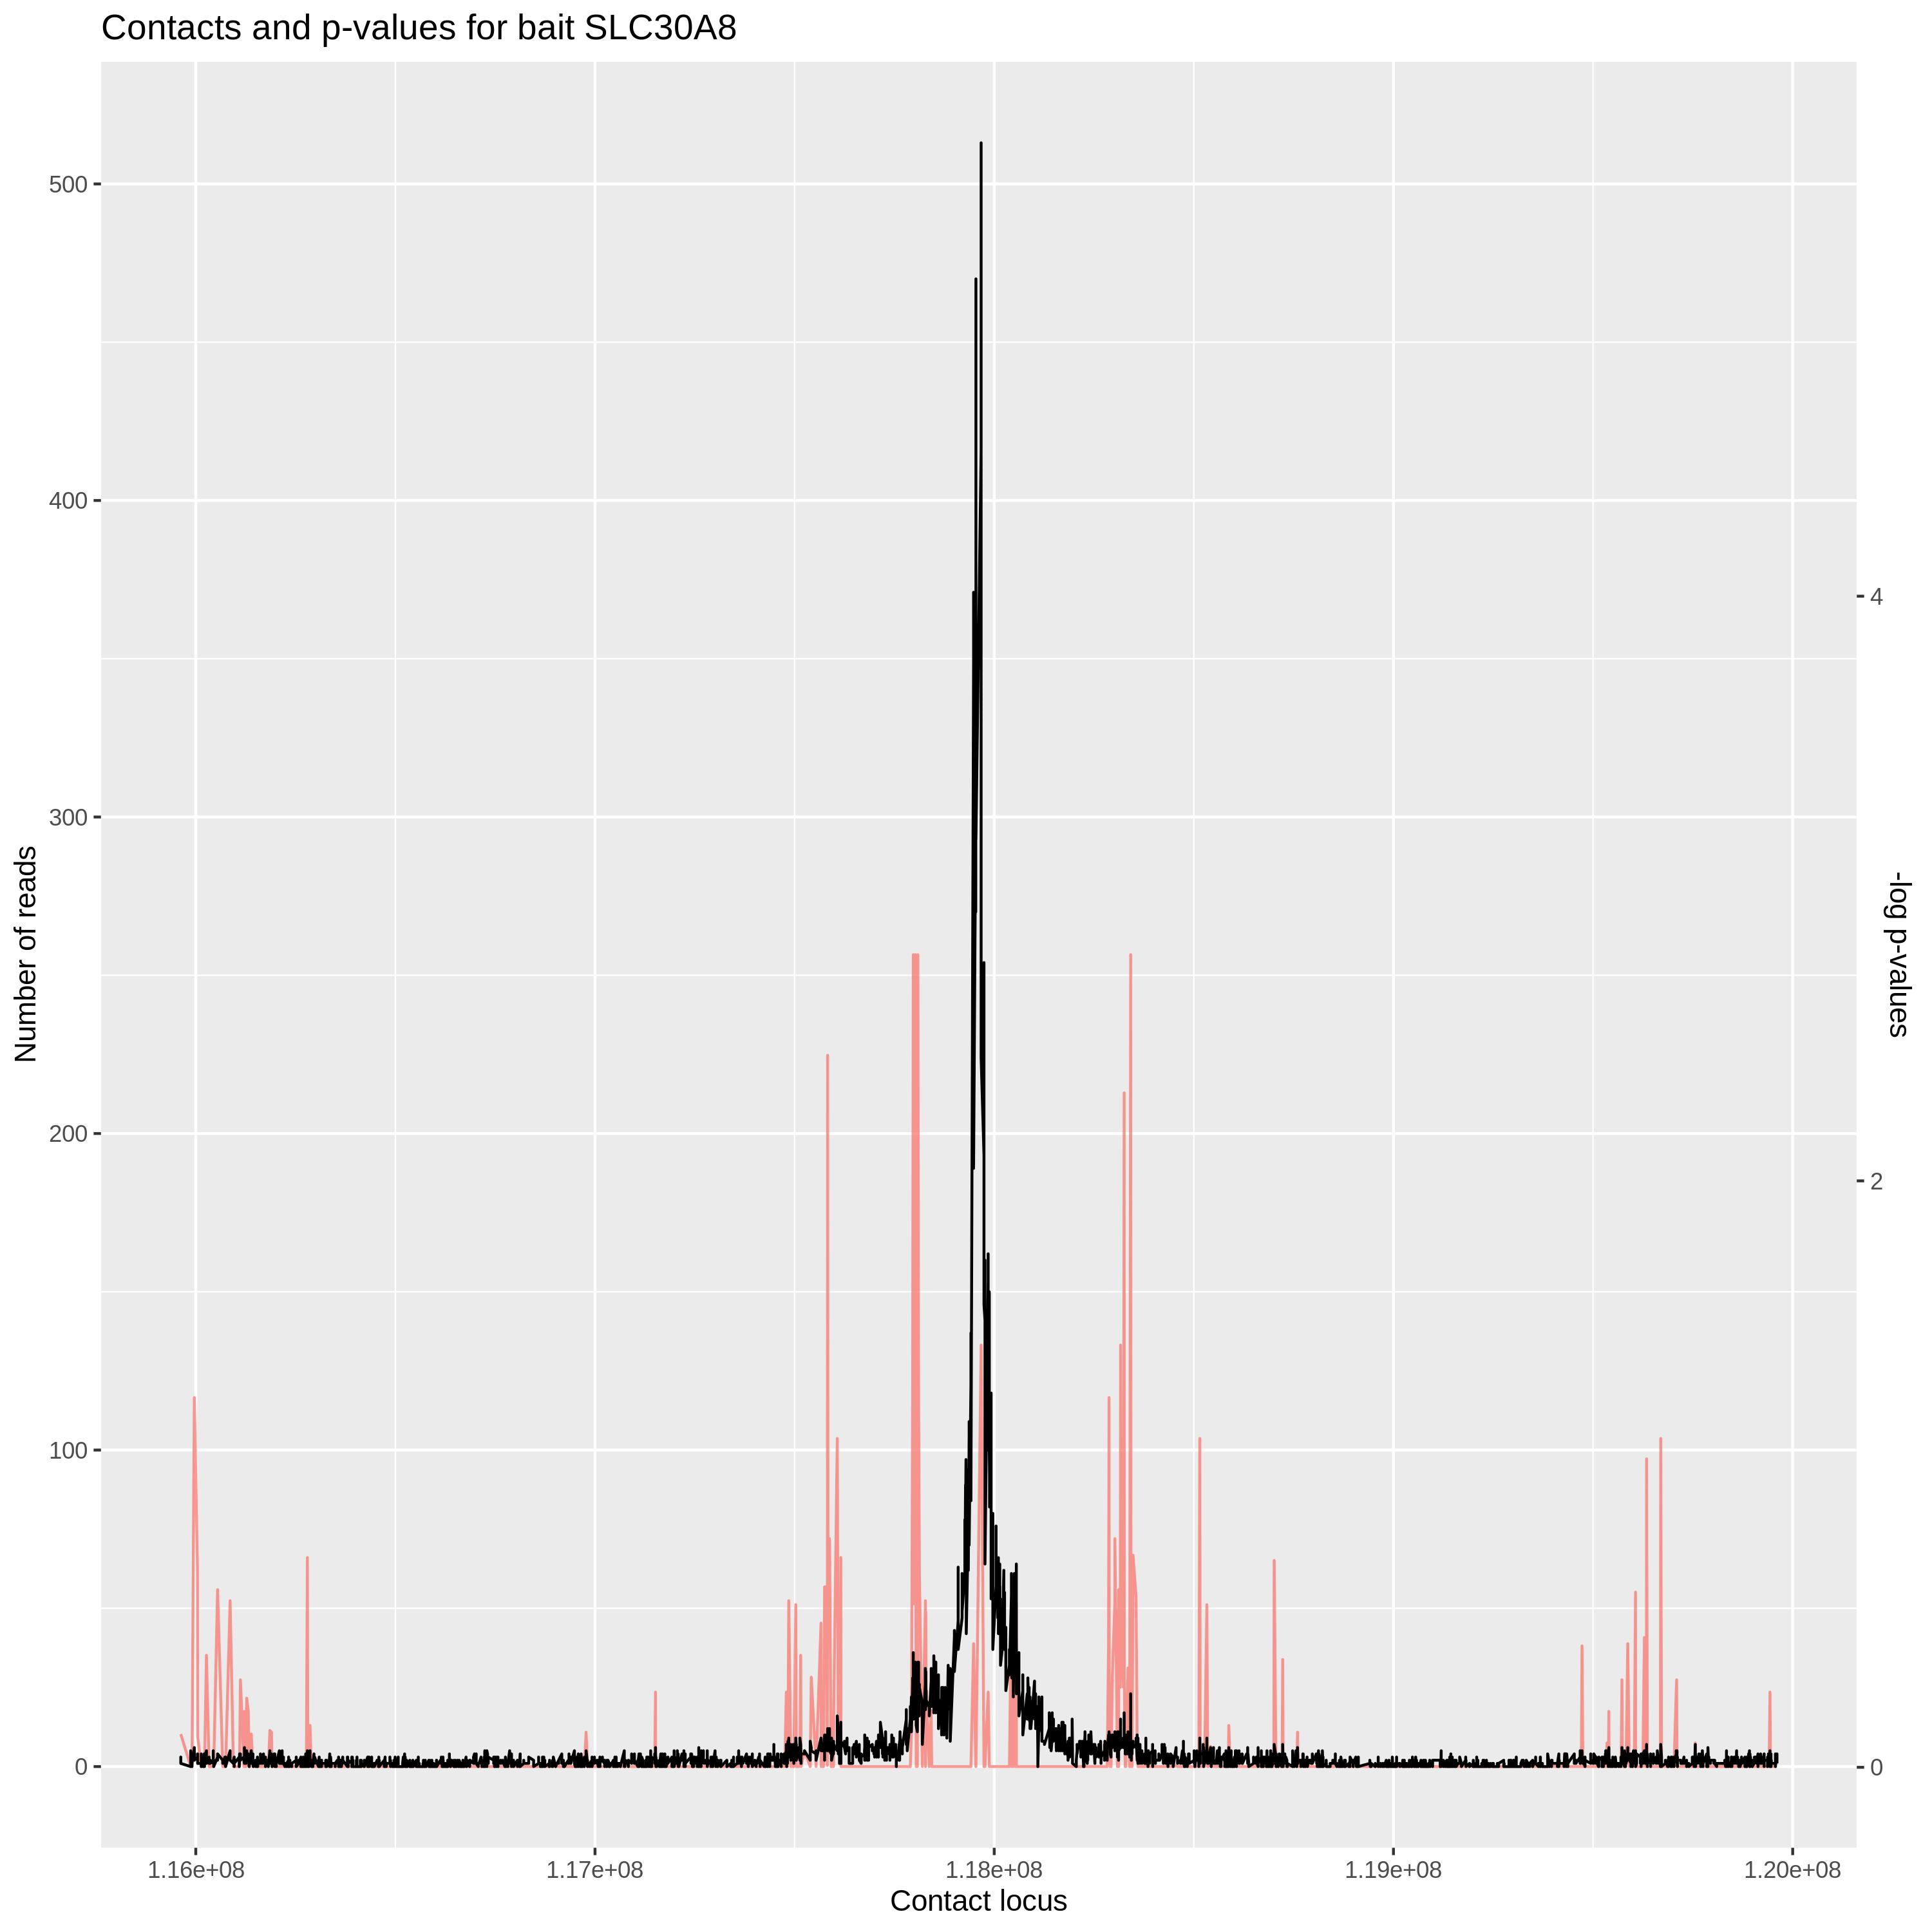 Contacts and p-values for bait SLC30A8
500
400
300
200
100
0
Number of reads
4
2
0
-log p-values
1.16e+08
1.17e+08
1.18e+08
1.19e+08
1.20e+08
Contact locus